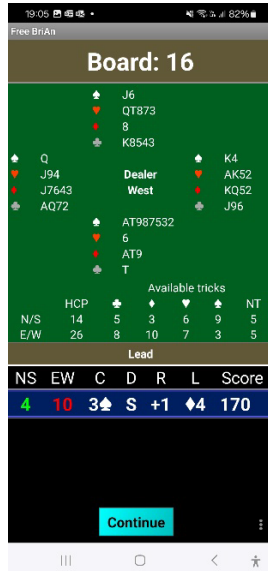 19:05 82%
Free BriAn
Board: 16
♠ J6
♥ QT873
♦ 8
♣ K8543
♠ Q ♠ K4
♥ J94 Dealer ♥ AK52
♦ J7643 West ♦ KQ52
♣ AQ72 ♣ J96
♠ AT987532
♥ 6
♦ AT9
♣ T
Available tricks
HCP ♣ ♦ ♥ ♠ NT
N/S 14 5 3 6 9 5
E/W 26 8 10 7 3 5
Lead
NS EW C D R L Score
4 10 3♠ S +1 ♦4 170
Continue